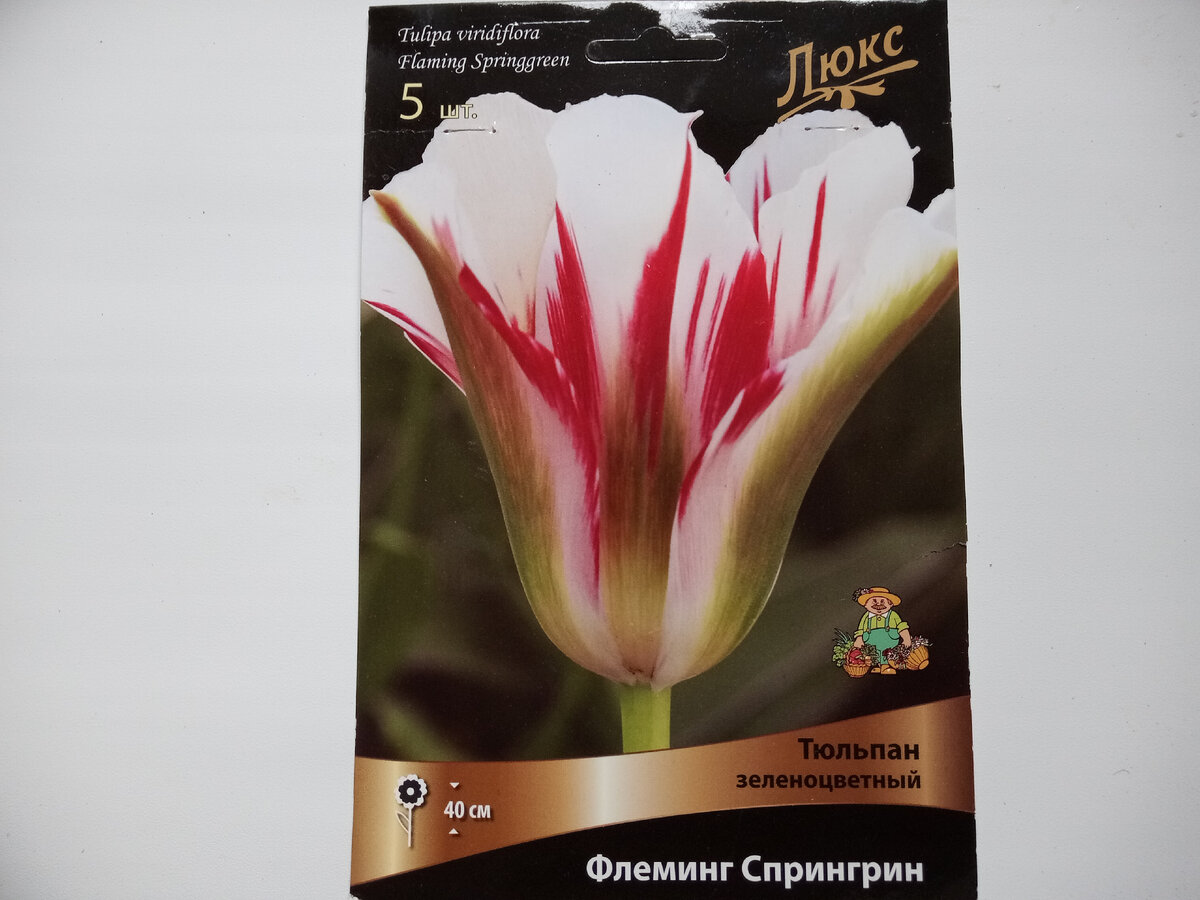 Tulipa viridiflora
Flaming Springgreen
5 шт.
Люкс
Тюльпан
зеленоцветный
40 см
Флеминг Спрингрин